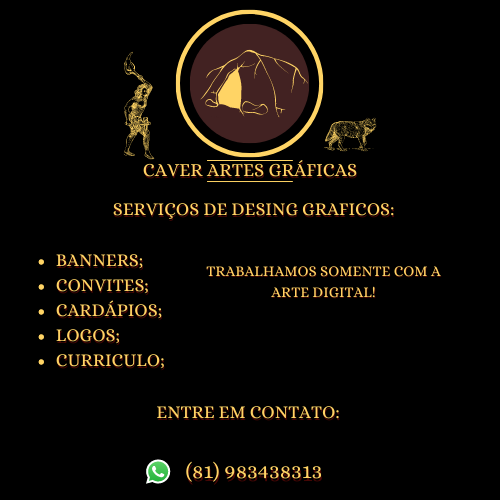 CAVER ARTES GRÁFICAS
SERVIÇOS DE DESING GRAFICOS:
BANNERS;
CONVITES;
CARDÁPIOS;
LOGOS;
CURRICULO;
TRABALHAMOS SOMENTE COM A
ARTE DIGITAL!
ENTRE EM CONTATO:
(81) 983438313